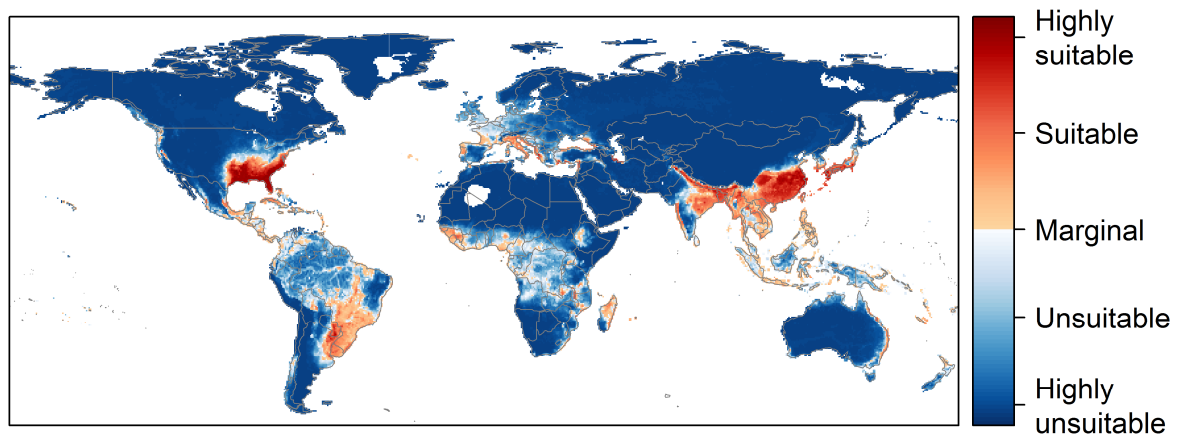 Highly
suitable
Suitable
Marginal
Unsuitable
Highly
unsuitable